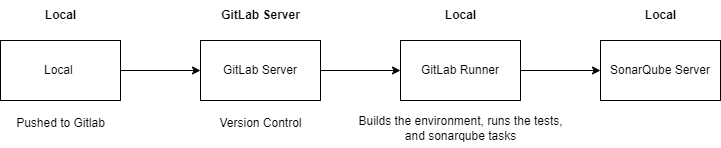 Local
GitLab Server
Local
Local
Local
GitLab Server
GitLab Runner
SonarQube Server
Pushed to Gitlab
Version Control
Builds the environment, runs the tests,
and sonarqube tasks